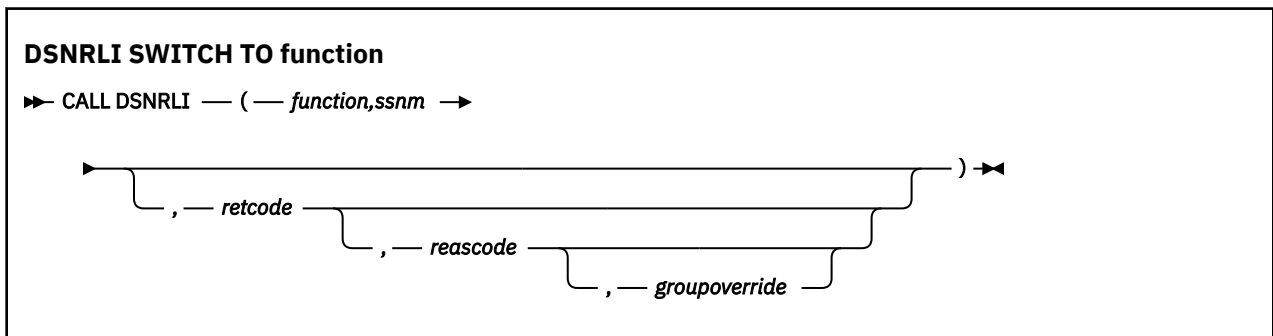 DSNRLI SWITCH TO function
CALL DSNRLI ( function,ssnm
)
, retcode
, reascode
, groupoverride